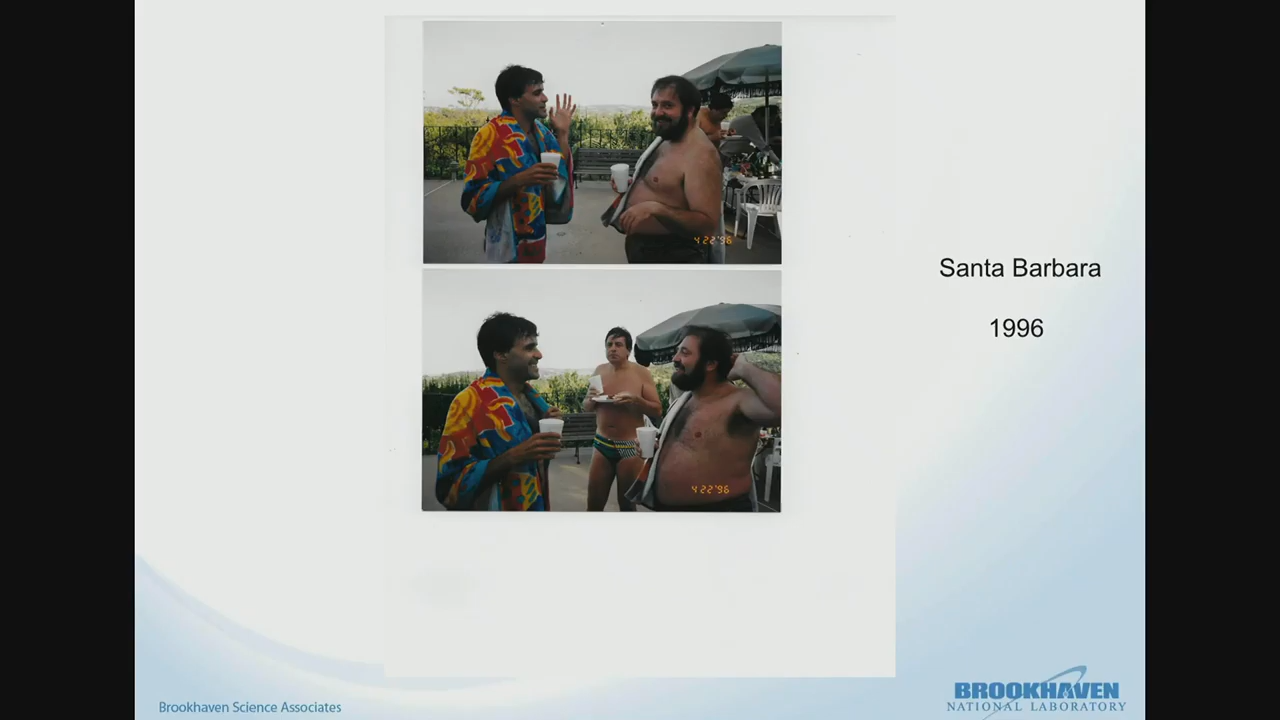 4 22 '96
Santa Barbara
1996
4 22 '96
Brookhaven Science Associates
BROOKHAVEN
NATIONAL LABORATORY